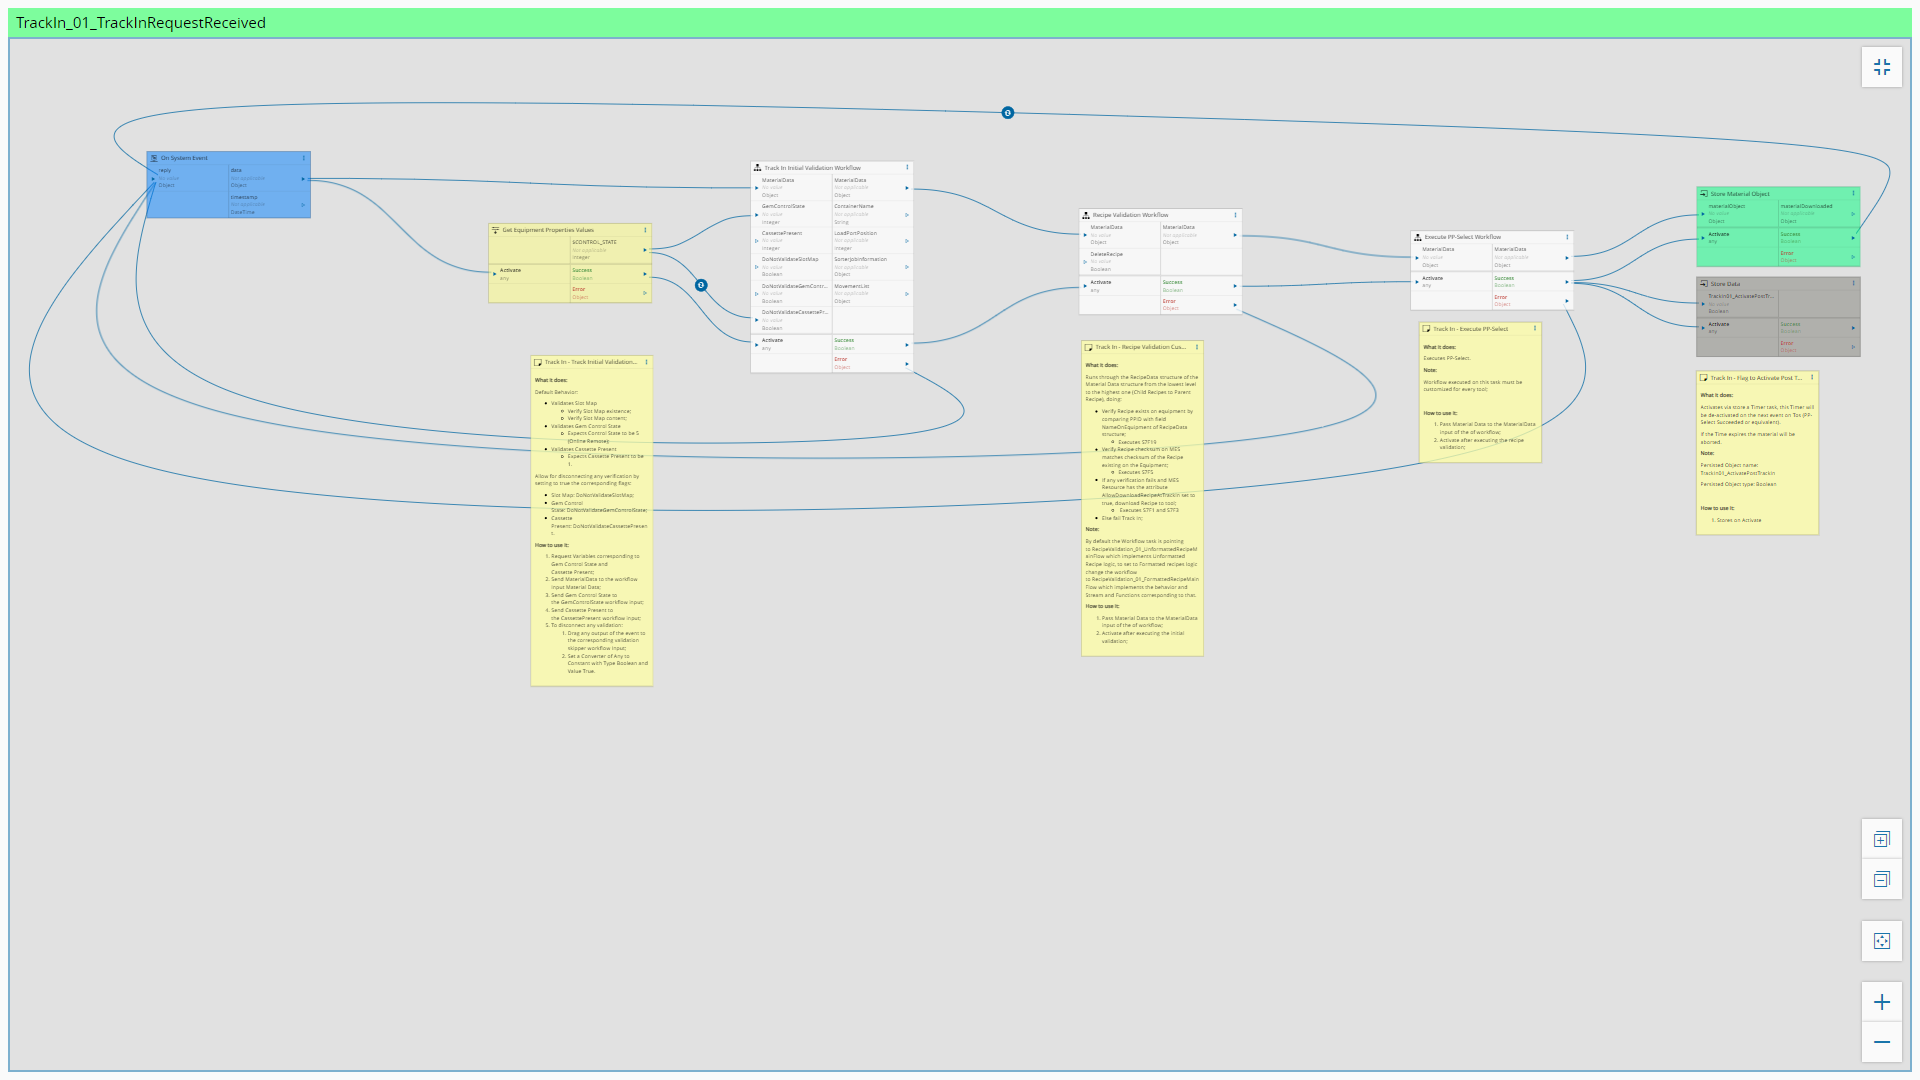 TrackIn_01_TrackInRequestReceived
On System Event
reply
No value
Object
data
Not applicable
Object
timestamp
Not applicable
DateTime
Get Equipment Properties Values
Not applicable
Integer
Activate
any
Success
Boolean
Error
Object
Track In Initial Validation Workflow
MaterialData
No value
Object
MaterialData
Not applicable
Object
GemControlState
No value
Integer
ContainerName
Not applicable
String
CassettePresent
No value
Integer
LoadPortPosition
Not applicable
Integer
DoNotValidateSlotMap
No value
Boolean
SorterJobInformation
Not applicable
Object
DoNotValidateGemContr...
No value
Boolean
MovementList
Not applicable
Object
DoNotValidateCassettePr...
No value
Boolean
Activate
any
Success
Boolean
Error
Object
Recipe Validation Workflow
MaterialData
No value
Object
MaterialData
Not applicable
Object
DeleteRecipe
No value
Boolean
Activate
any
Success
Boolean
Error
Object
Execute PP-Select Workflow
MaterialData
Not applicable
Object
MaterialData
Not applicable
Object
Activate
any
Success
Boolean
Error
Object
Store Material Object
materialObject
No value
Object
materialDownloaded
Not applicable
Object
Activate
any
Success
Boolean
Error
Object
Store Data
TrackIn01_ActivatePostTr...
No value
Boolean
Activate
any
Success
Boolean
Error
Object
Track In - Track Initial Validation...
What it does:
Default Behavior:
Validates Slot Map
Verify Slot Map existence;
Verify Slot Map content;
Validates Gem Control State
Expects Control State to be 5
(Online Remote);
Validates Cassette Present
Expects Cassette Present to be
1.
Allow for disconnecting any verification by
setting to true the corresponding flags:
Slot Map: DoNotValidateSlotMap;
Gem Control
State: DoNotValidateGemControlState;
Cassette
Present: DoNotValidateCassettePresen
t.
How to use it:
1. Request Variables corresponding to
Gem Control State and
Cassette Present;
2. Send MaterialData to the workflow
input Material Data;
3. Send Gem Control State to
the GemControlState workflow input;
4. Send Cassette Present to
the CassettePresent workflow input;
5. To disconnect any validation:
1. Drag any output of the event to
the corresponding validation
skipper workflow input;
2. Set a Converter of Any to
Constant with Type Boolean and
Value True.
Track In - Recipe Validation Cus...
What it does:
Runs through the RecipeData structure of the
Material Data structure from the lowest level
to the highest one (Child Recipes to Parent
Recipe), doing:
Verify Recipe exists on equipment by
comparing PPID with field
NameOnEquipment of RecipeData
structure;
Executes S7F19
Verify Recipe checksum on MES
matches checksum of the Recipe
existing on the Equipment;
Executes S7F5
If any verification fails and MES
Resource has the attribute
AllowDownloadRecipeAtTrackIn set to
true, download Recipe to tool;
Executes S7F1 and S7F3
Else fail Track In;
Note:
By default the Workflow task is pointing
to RecipeValidation_01_UnformattedRecipeM
ainFlow which implements Unformatted
Recipe logic, to set to Formatted recipes logic
change the workflow
to RecipeValidation_01_FormattedRecipeMain
Flow which implements the behavior and
Stream and Functions corresponding to that.
How to use it:
1. Pass Material Data to the MaterialData
input of the of workflow;
2. Activate after executing the initial
validation;
Track In - Execute PP-Select
What it does:
Executes PP-Select.
Note:
Workflow executed on this task must be
customized for every tool;
How to use it:
1. Pass Material Data to the MaterialData
input of the of workflow;
2. Activate after executing the recipe
validation;
Track In - Flag to Activate Post T...
What it does:
Activates via store a Timer task, this Timer will
be de-activated on the next event on Tos (PP-
Select Succeeded or equivalent).
If the Time expires the material will be
aborted.
Note:
Persisted Object name:
TrackIn01_ActivatePostTrackIn
Persisted Object type: Boolean
How to use it:
1. Stores on Activate